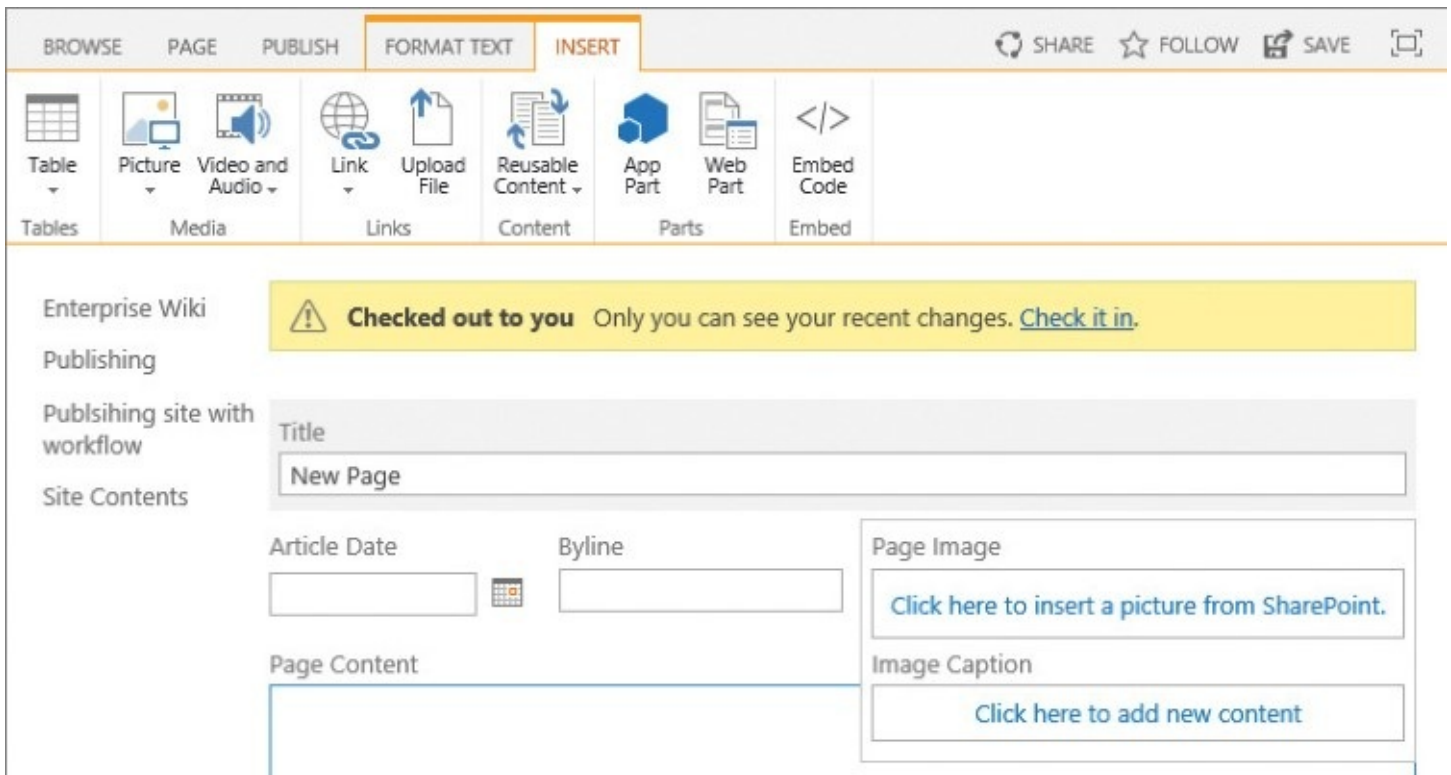 BROWSE PAGE PUBLISH FORMAT TEXT INSERT SHARE FOLLOW SAVE
Table Picture Video and Audio Link Upload File Reusable Content App Part Web Part </> Embed Code
Tables Media Links Content Parts Embed
Enterprise Wiki
Publishing
Publsihing site with
workflow
Site Contents
Checked out to you Only you can see your recent changes. Check it in.
Title
New Page
Article Date Byline Page Image
Click here to insert a picture from SharePoint.
Page Content Image Caption
Click here to add new content